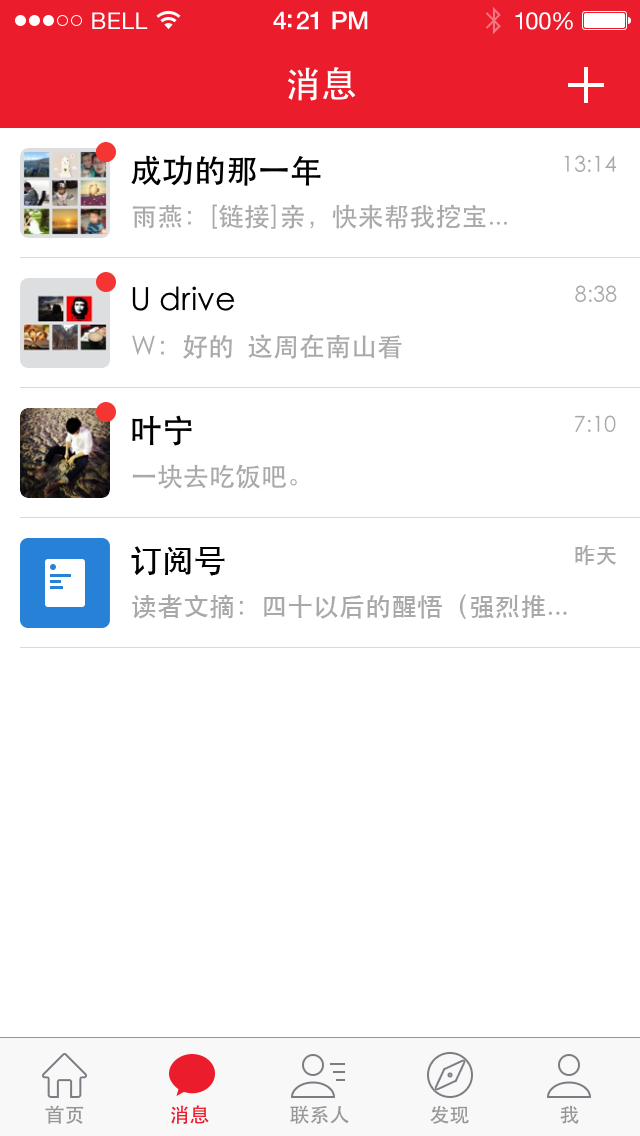 BELL 4:21 PM 100%
消息
成功的那一年 13:14
雨燕：[链接]亲，快来帮我挖宝...
U drive 8:38
W：好的 这周在南山看
叶宁 7:10
一块去吃饭吧。
订阅号 昨天
读者文摘：四十以后的醒悟（强烈推...
首页 消息 联系人 发现 我